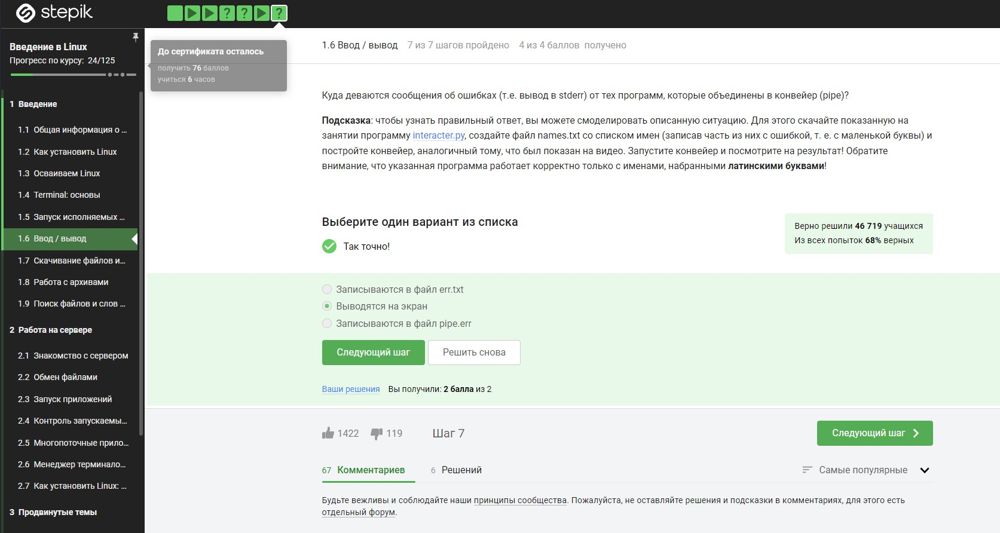 stepik
? ? ?
Введение в Linux
Прогресс по курсу: 24/125
До сертификата осталось
получить 76 баллов
учиться 6 часов
1 Введение
1.1 Общая информация о ...
1.2 Как установить Linux
1.3 Осваиваем Linux
1.4 Terminal: основы
1.5 Запуск исполняемых ...
1.6 Ввод / вывод
1.7 Скачивание файлов и...
1.8 Работа с архивами
1.9 Поиск файлов и слов ...
2 Работа на сервере
2.1 Знакомство с сервером
2.2 Обмен файлами
2.3 Запуск приложений
2.4 Контроль запускаемы...
2.5 Многопоточные прило...
2.6 Менеджер терминало...
2.7 Как установить Linux: ...
3 Продвинутые темы
1.6 Ввод / вывод 7 из 7 шагов пройдено 4 из 4 баллов получено
Куда деваются сообщения об ошибках (т.е. вывод в stderr) от тех программ, которые объединены в конвейер (pipe)?
Подсказка: чтобы узнать правильный ответ, вы можете смоделировать описанную ситуацию. Для этого скачайте показанную на
занятии программу interacter.py, создайте файл names.txt со списком имен (записав часть из них с ошибкой, т. е. с маленькой буквы) и
постройте конвейер, аналогичный тому, что был показан на видео. Запустите конвейер и посмотрите на результат! Обратите
внимание, что указанная программа работает корректно только с именами, набранными латинскими буквами!
Выберите один вариант из списка
Так точно!
Верно решили 46 719 учащихся
Из всех попыток 68% верных
Записываются в файл err.txt
Выводятся на экран
Записываются в файл pipe.err
Следующий шаг Решить снова
Ваши решения Вы получили: 2 балла из 2
1422 119 Шаг 7 Следующий шаг
67 Комментариев 6 Решений Самые популярные
Будьте вежливы и соблюдайте наши принципы сообщества. Пожалуйста, не оставляйте решения и подсказки в комментариях, для этого есть
отдельный форум.